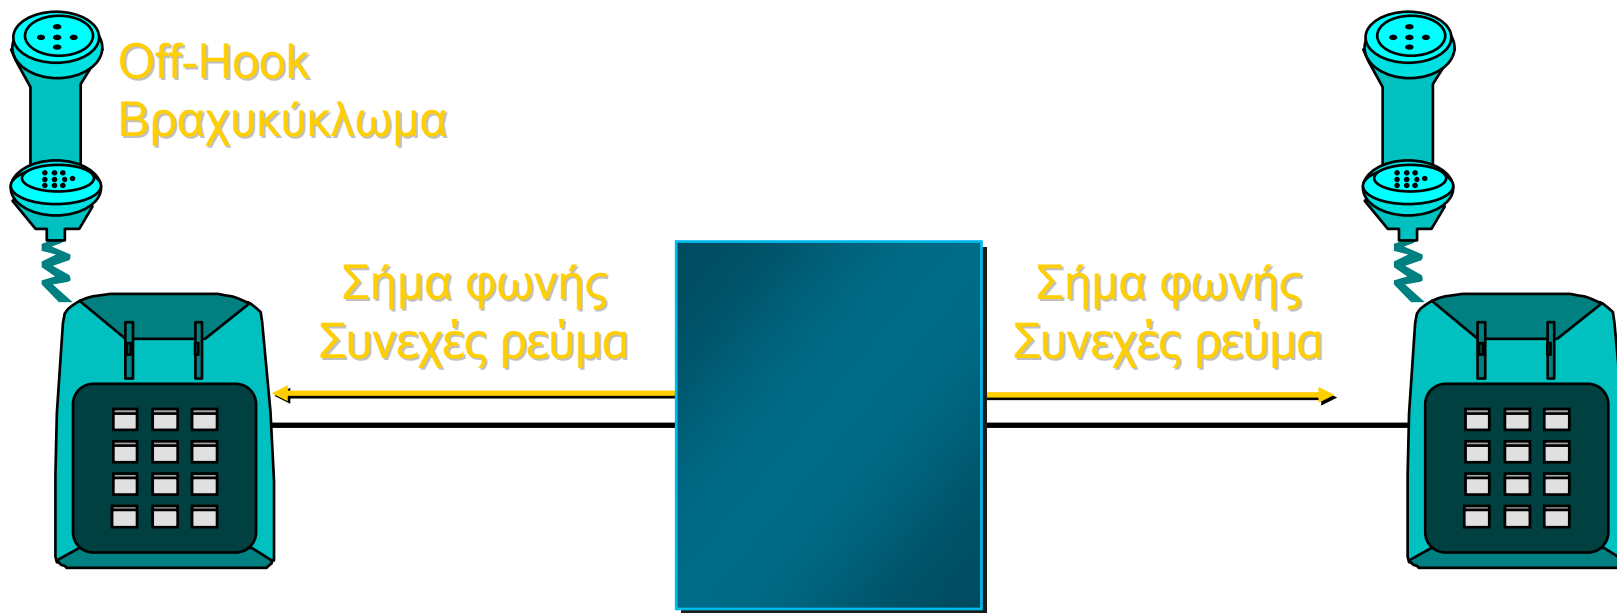 Off-Hook
Βραχυκύκλωμα
Σήμα φωνής
Συνεχές ρεύμα
Σήμα φωνής
Συνεχές ρεύμα